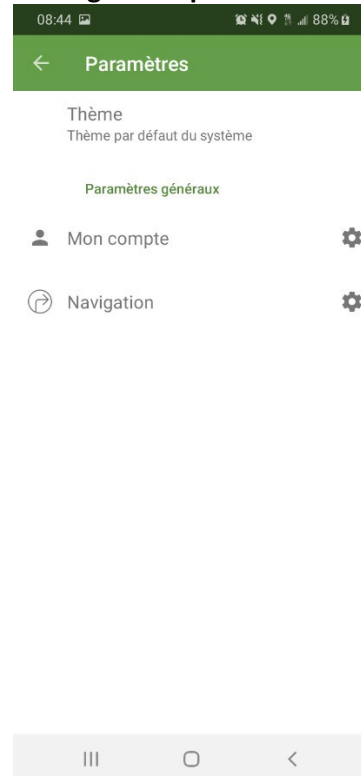 08:44 88%
Paramètres
Thème
Thème par défaut du système
Paramètres généraux
Mon compte
Navigation